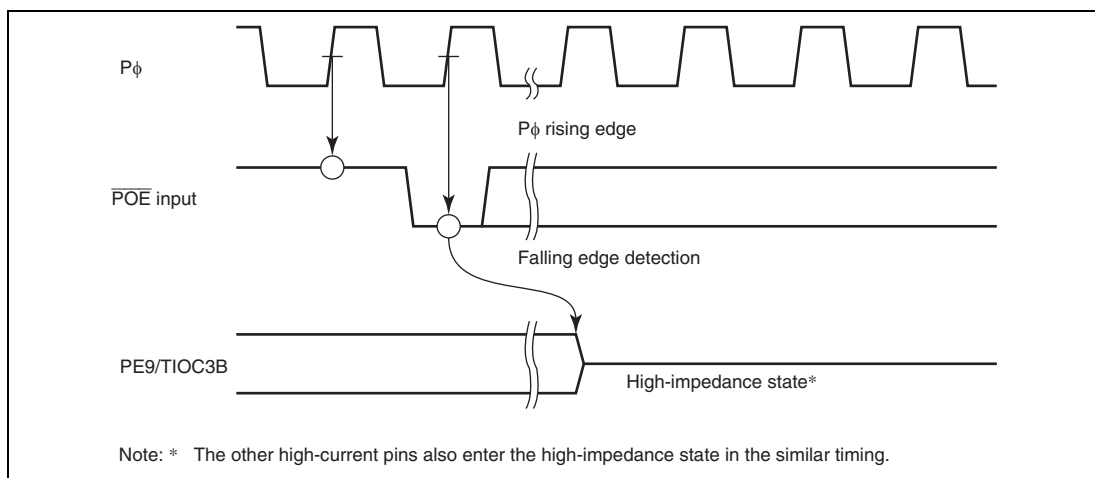 Pϕ
Pϕ rising edge
POE input
Falling edge detection
PE9/TIOC3B
High-impedance state*
Note: * The other high-current pins also enter the high-impedance state in the similar timing.